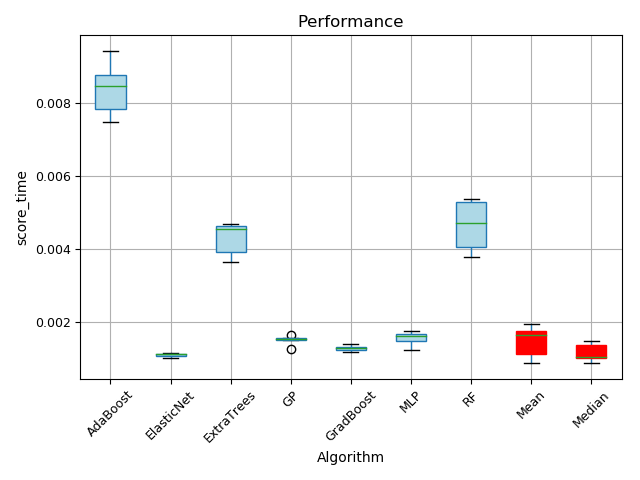 Performance
score_time
0.008
0.006
0.004
0.002
AdaBoost
ElasticNet
ExtraTrees
GP
GradBoost
MLP
RF
Mean
Median
Algorithm